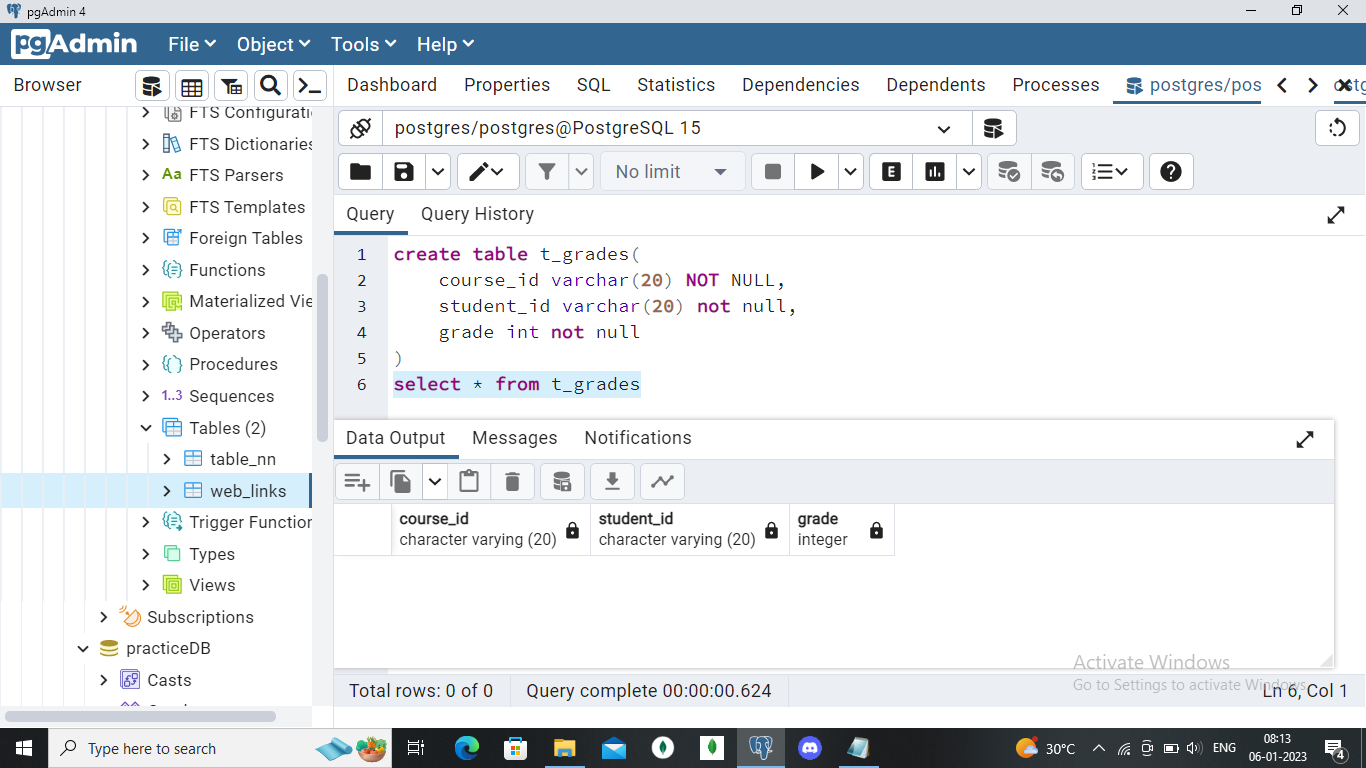 pgAdmin 4
pgAdmin File Object Tools Help
Browser
Dashboard Properties SQL Statistics Dependencies Dependents Processes postgres/pos
FTS Configurati
FTS Dictionaries
Aa FTS Parsers
FTS Templates
Foreign Tables
Functions
Materialized Vie
Operators
Procedures
1..3 Sequences
Tables (2)
table_nn
web_links
Trigger Function
Types
Views
Subscriptions
practiceDB
Casts
postgres/postgres@PostgreSQL 15
No limit
E
Query Query History
1 create table t_grades(
2 course_id varchar(20) NOT NULL,
3 student_id varchar(20) not null,
4 grade int not null
5 )
6 select * from t_grades
Data Output Messages Notifications
course_id student_id grade
character varying (20) character varying (20) integer
Activate Windows
Go to Settings to activate Windows.
Total rows: 0 of 0 Query complete 00:00:00.624 Ln 6, Col 1
Type here to search
30°C ENG
08:13
06-01-2023
4